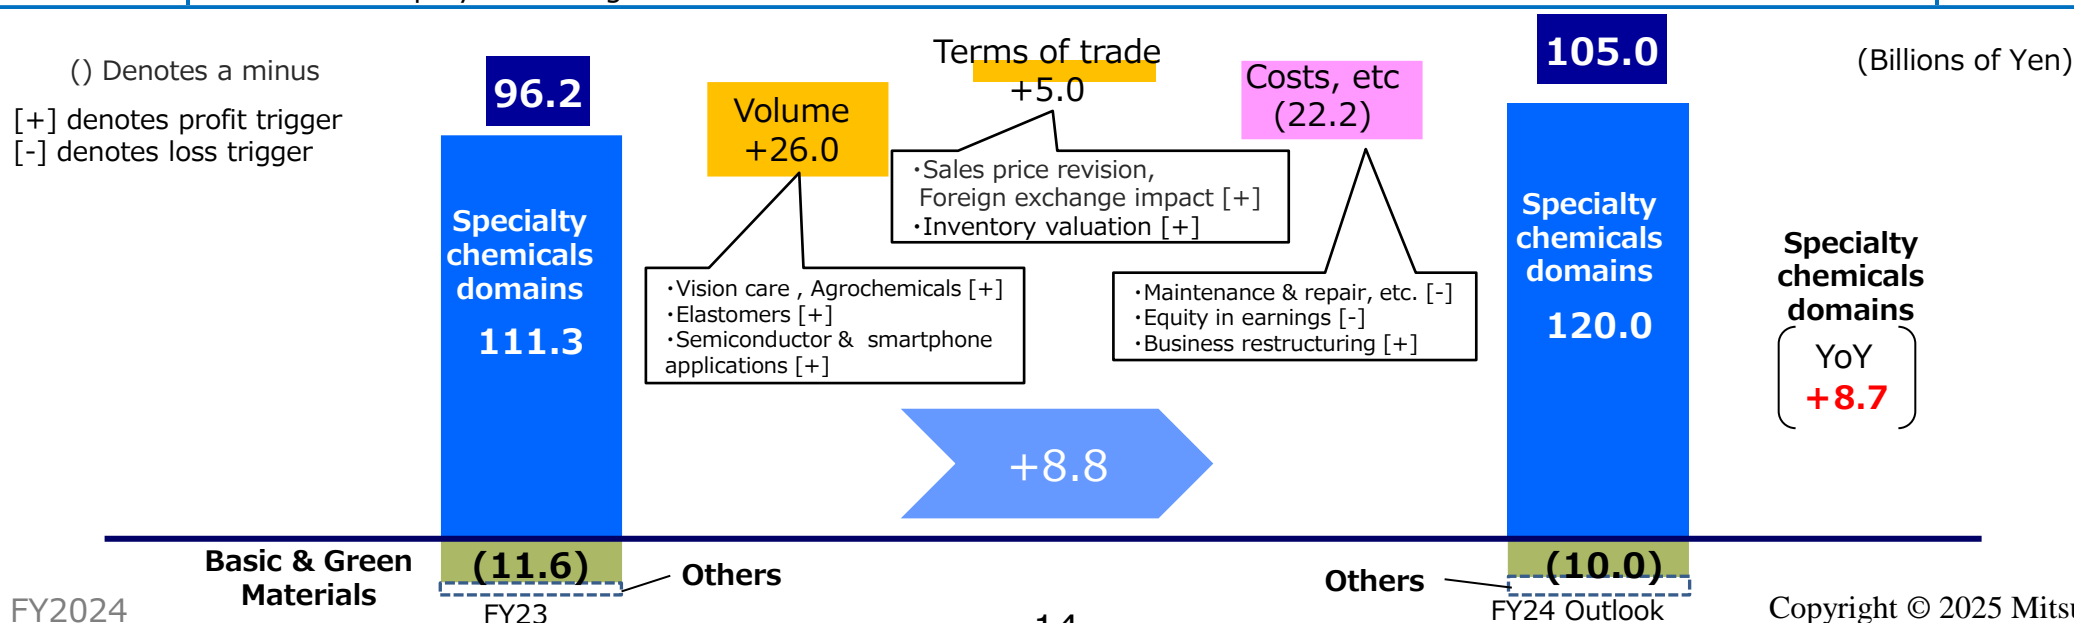 () Denotes a minus
[+] denotes profit trigger
[-] denotes loss trigger
96.2
Volume
+26.0
Terms of trade
+5.0
Costs, etc
(22.2)
105.0
(Billions of Yen)
・Sales price revision,
Foreign exchange impact [+]
・Inventory valuation [+]
Specialty
chemicals
domains
111.3
・Vision care , Agrochemicals [+]
・Elastomers [+]
・Semiconductor & smartphone
applications [+]
・Maintenance & repair, etc. [-]
・Equity in earnings [-]
・Business restructuring [+]
Specialty
chemicals
domains
120.0
Specialty
chemicals
domains
YoY
+8.7
+8.8
Basic & Green
Materials
(11.6)
Others
Others
(10.0)
FY2024
FY23
FY24 Outlook
Copyright © 2025